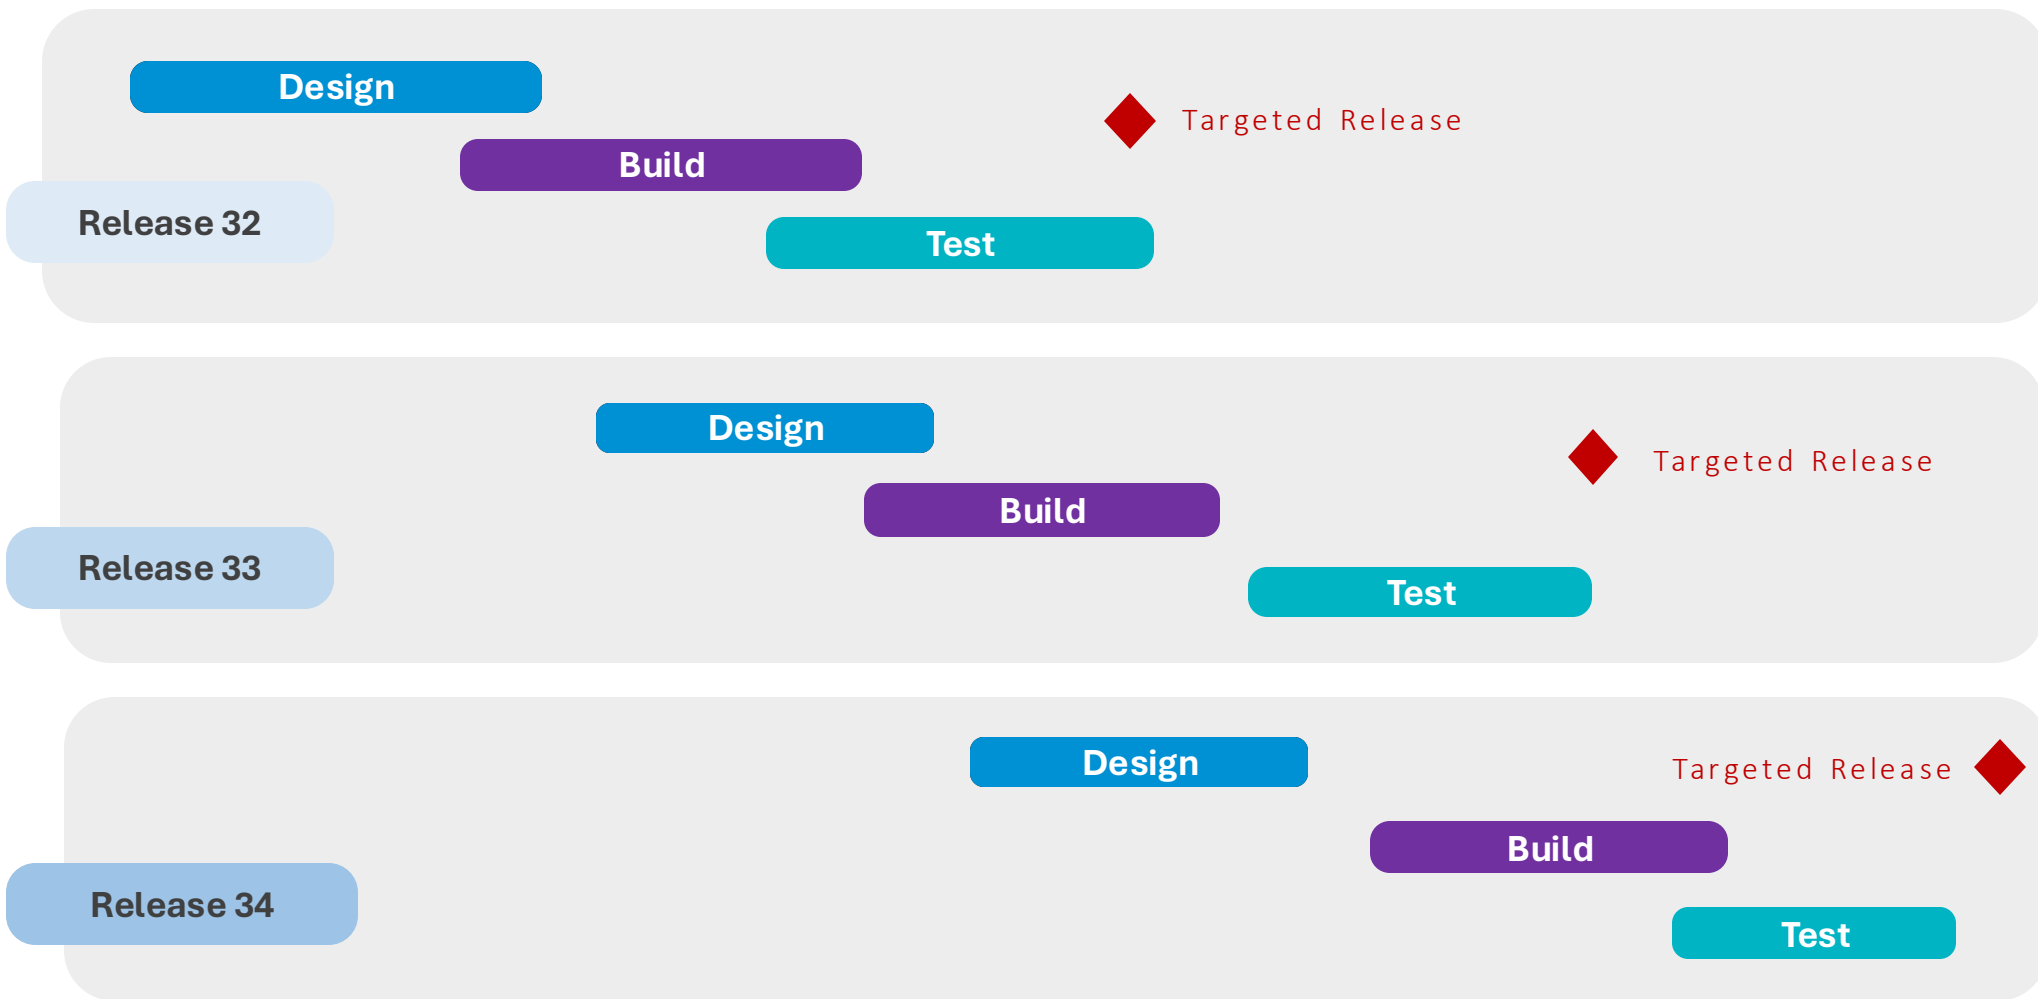 Design
Targeted Release
Build
Release 32
Test
Design
Targeted Release
Build
Release 33
Test
Design
Targeted Release
Build
Release 34
Test